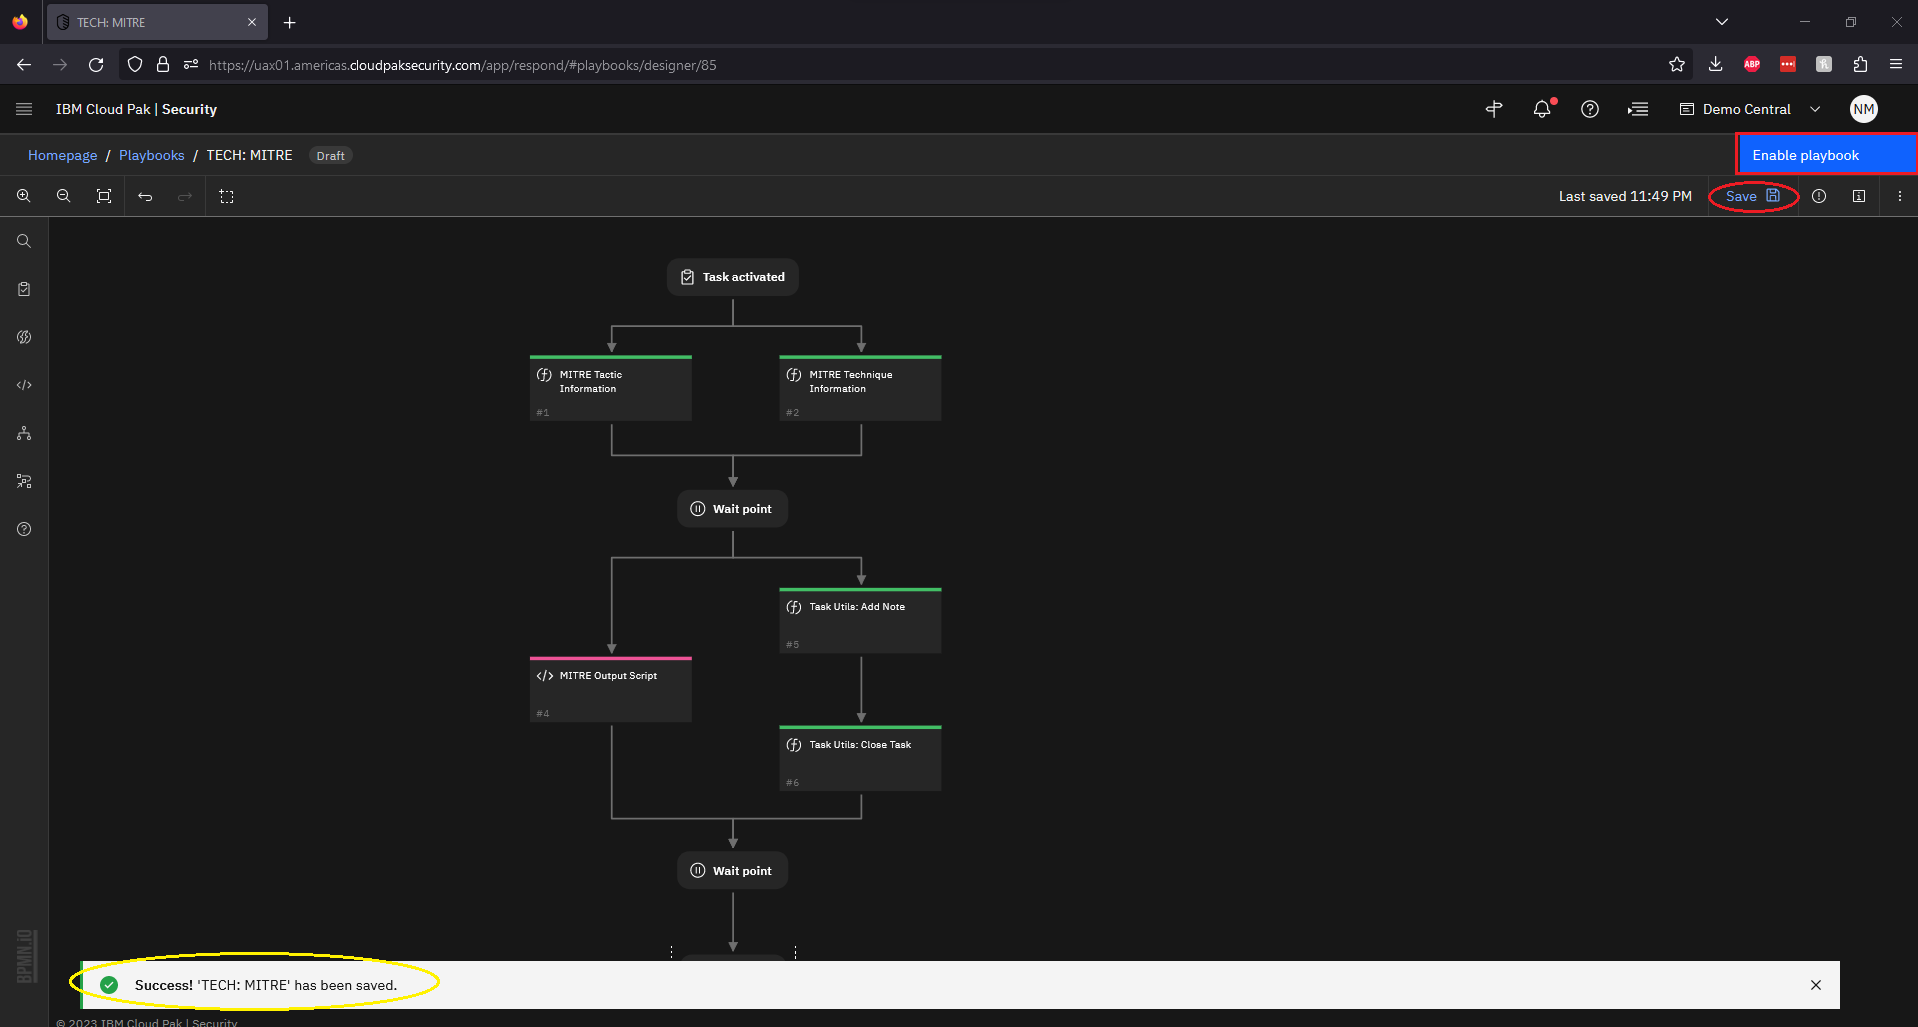 TECH: MITRE
https://uax01.americas.cloudpaksecurity.com/app/respond/#playbooks/designer/85
ABP
IBM Cloud Pak | Security
Demo Central
NM
Homepage / Playbooks / TECH: MITRE Draft
Enable playbook
Last saved 11:49 PM
Save
Task activated
MITRE Tactic
Information
#1
MITRE Technique
Information
#2
Wait point
Task Utils: Add Note
#5
MITRE Output Script
#4
Task Utils: Close Task
#6
Wait point
BPMN.iO
Success! 'TECH: MITRE' has been saved.
© 2023 IBM Cloud Pak | Security